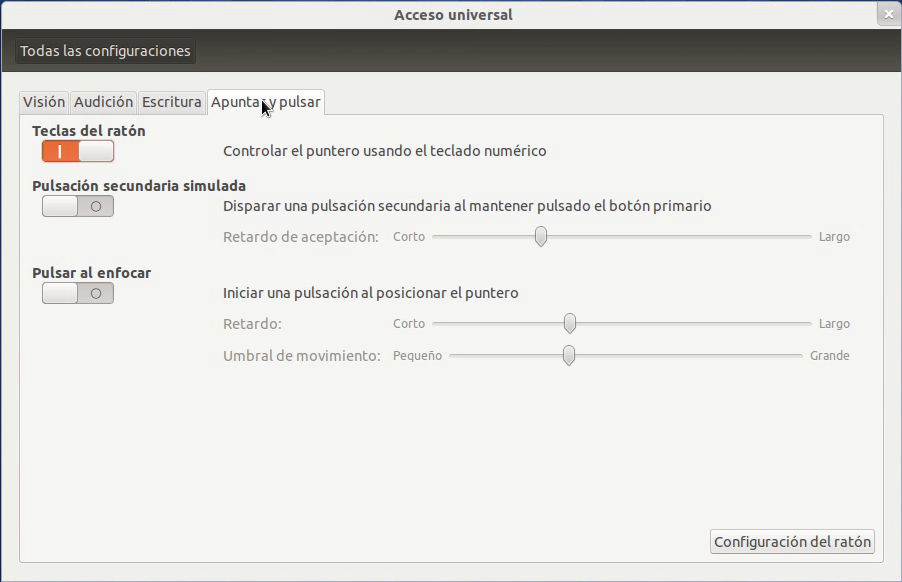 Acceso universal
Todas las configuraciones
Visión Audición Escritura Apuntar y pulsar
Teclas del ratón
Controlar el puntero usando el teclado numérico
Pulsación secundaria simulada
Disparar una pulsación secundaria al mantener pulsado el botón primario
Retardo de aceptación: Corto Largo
Pulsar al enfocar
Iniciar una pulsación al posicionar el puntero
Retardo: Corto Largo
Umbral de movimiento: Pequeño Grande
Configuración del ratón